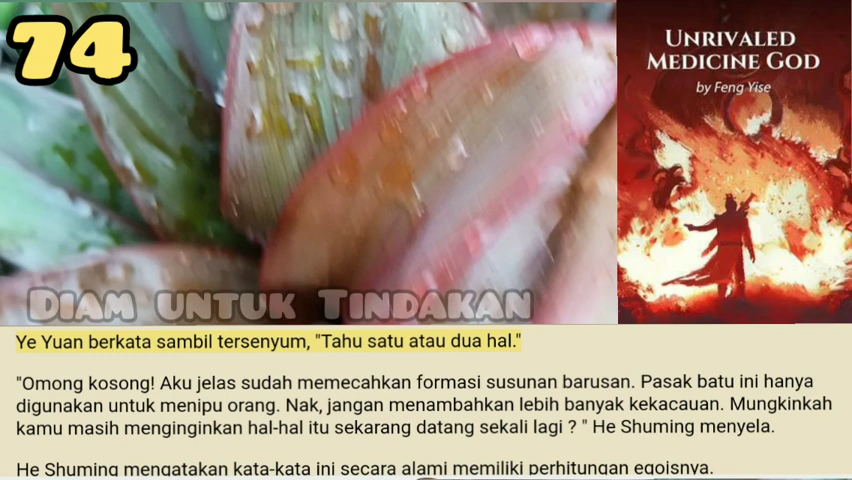 74
UNRIVALED
MEDICINE GOD
by Feng Yise
DIAM UNTUK TINDAKAN
Ye Yuan berkata sambil tersenyum, "Tahu satu atau dua hal."
"Omong kosong! Aku jelas sudah memecahkan formasi susunan barusan. Pasak batu ini hanya
digunakan untuk menipu orang. Nak, jangan menambahkan lebih banyak kekacauan. Mungkinkah
kamu masih menginginkan hal-hal itu sekarang datang sekali lagi ? " He Shuming menyela.
He Shuming mengatakan kata-kata ini secara alami memiliki perhitungan egoisnya.